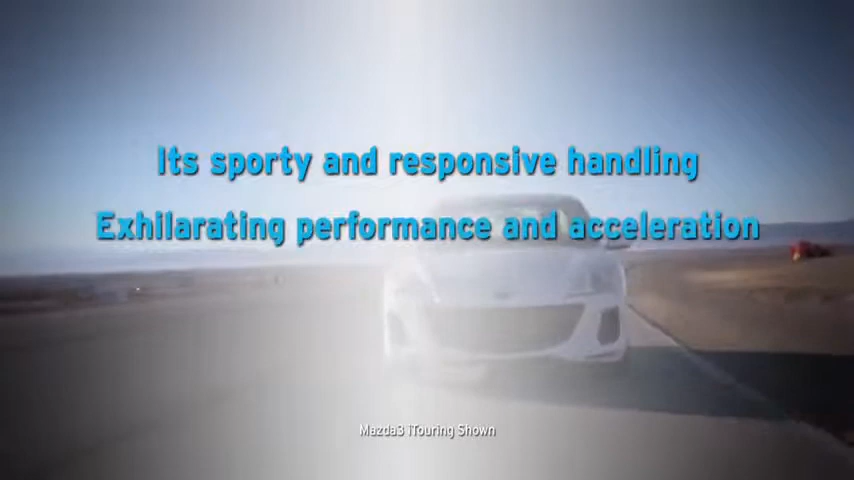 Its sporty and responsive handling
Exhilarating performance and acceleration
Mazda3 iTouring Shown